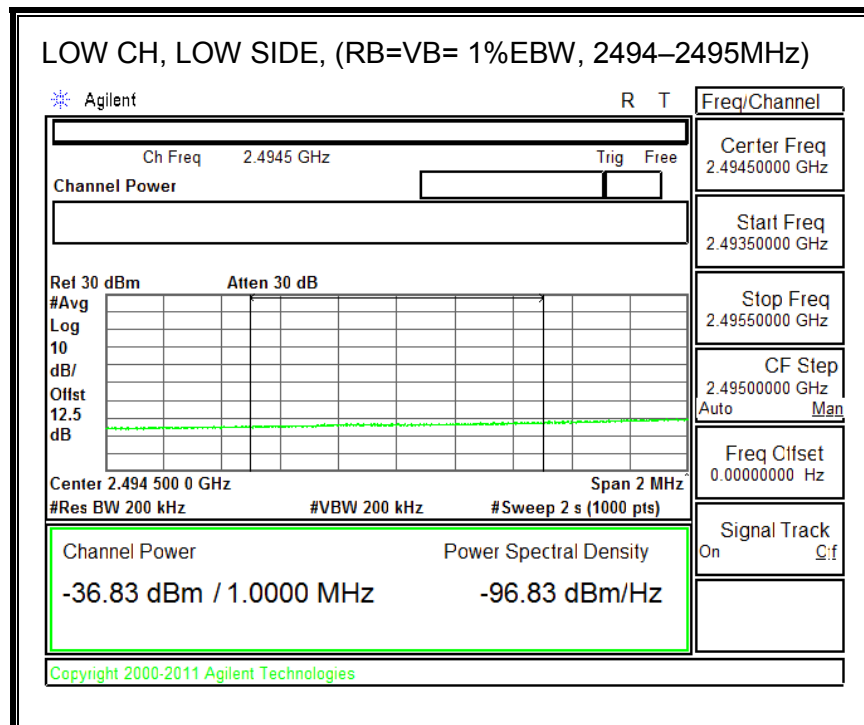 LOW CH, LOW SIDE, (RB=VB= 1%EBW, 2494–2495MHz)
Agilent R T
Ch Freq 2.4945 GHz Trig Free
Channel Power
Ref 30 dBm Atten 30 dB
#Avg
Log
10
dB/
Offst
12.5
dB
Center 2.494 500 0 GHz Span 2 MHz
#Res BW 200 kHz #VBW 200 kHz #Sweep 2 s (1000 pts)
Channel Power Power Spectral Density
-36.83 dBm / 1.0000 MHz -96.83 dBm/Hz
Copyright 2000-2011 Agilent Technologies
Freq/Channel
Center Freq
2.49450000 GHz
Start Freq
2.49350000 GHz
Stop Freq
2.49550000 GHz
CF Step
2.49500000 GHz
Auto Man
Freq Offset
0.00000000 Hz
Signal Track
On Off